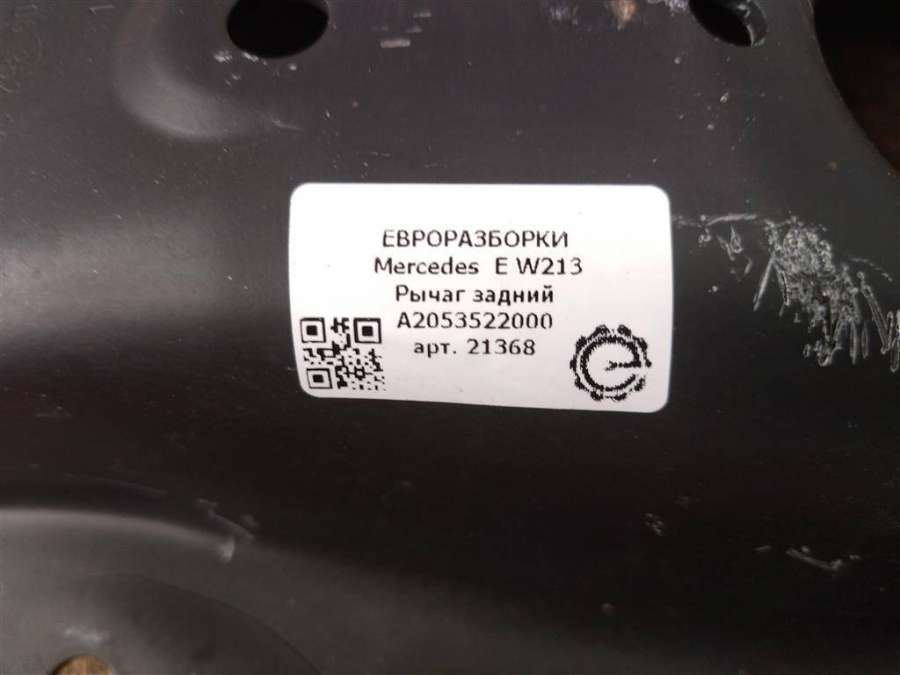 ЕВРОРАЗБОРКИ
Mercedes E W213
Рычаг задний
A2053522000
арт. 21368